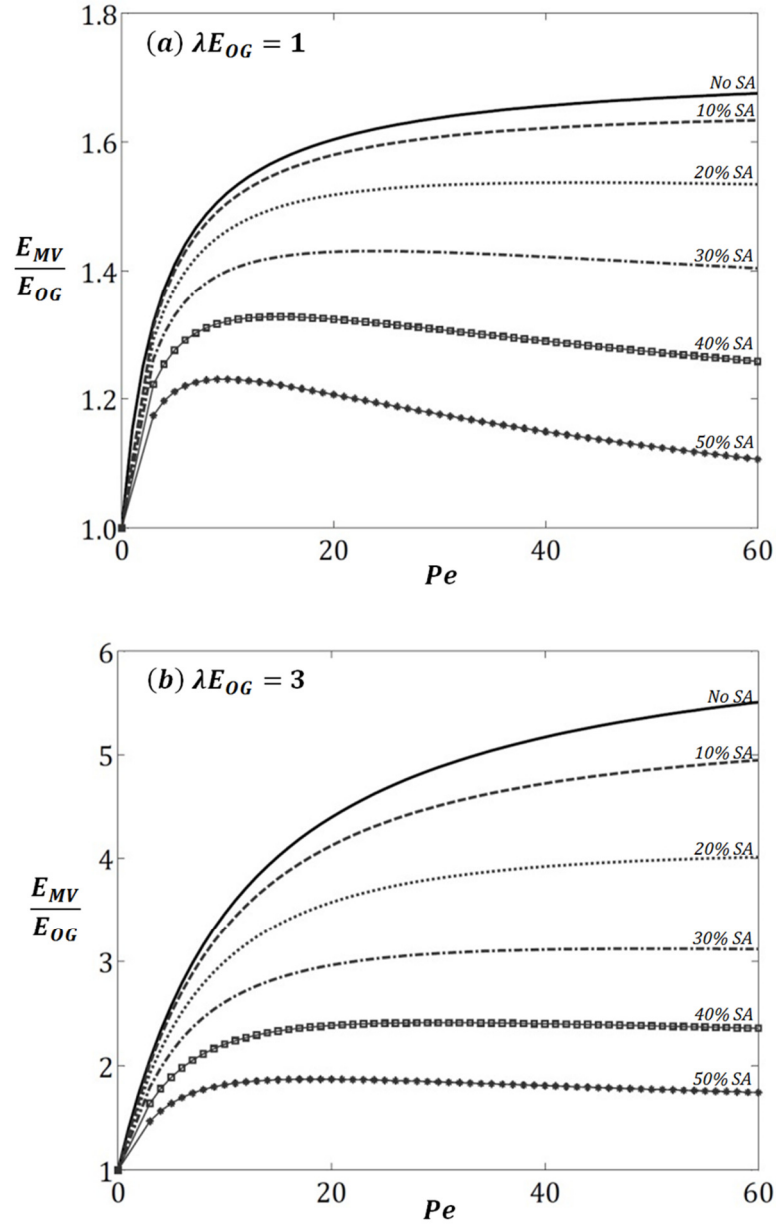 1.8
(a) λE_OG = 1
No SA
10% SA
1.6
20% SA
E_MV
E_OG
1.4
30% SA
40% SA
1.2
50% SA
1.0
0
20
40
60
Pe
6
(b) λE_OG = 3
No SA
5
10% SA
4
20% SA
E_MV
E_OG
3
30% SA
40% SA
2
50% SA
1
0
20
40
60
Pe